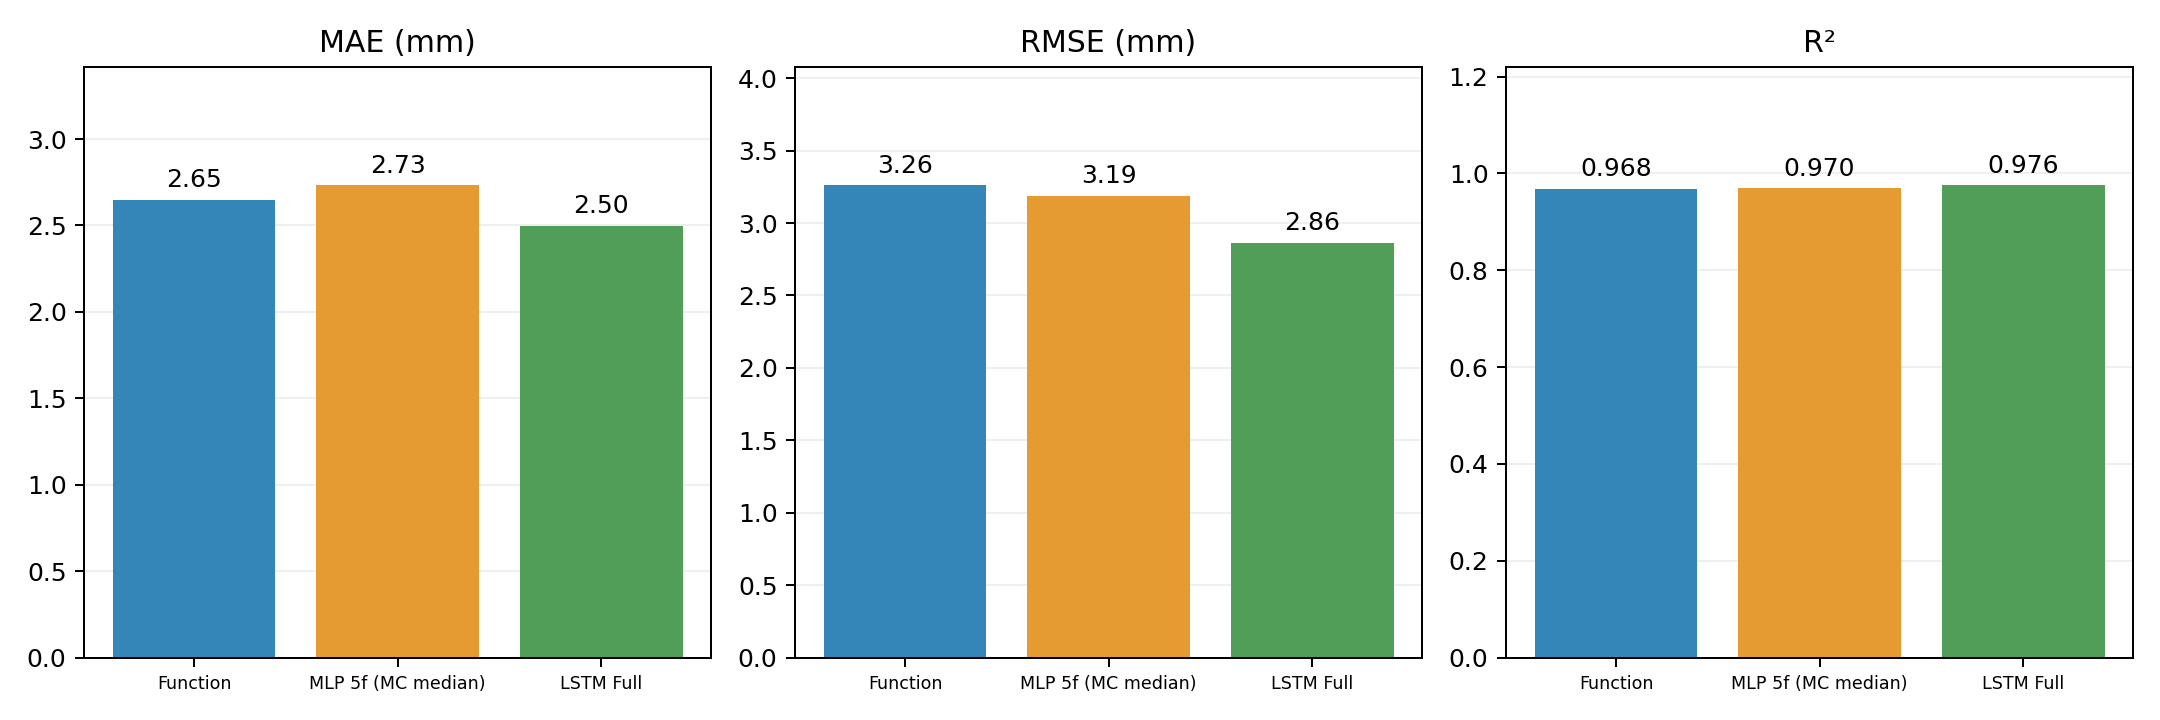 MAE (mm)
3.0
2.5
2.0
1.5
1.0
0.5
0.0
2.65
2.73
2.50
Function
MLP 5f (MC median)
LSTM Full
RMSE (mm)
4.0
3.5
3.0
2.5
2.0
1.5
1.0
0.5
0.0
3.26
3.19
2.86
Function
MLP 5f (MC median)
LSTM Full
R²
1.2
1.0
0.8
0.6
0.4
0.2
0.0
0.968
0.970
0.976
Function
MLP 5f (MC median)
LSTM Full